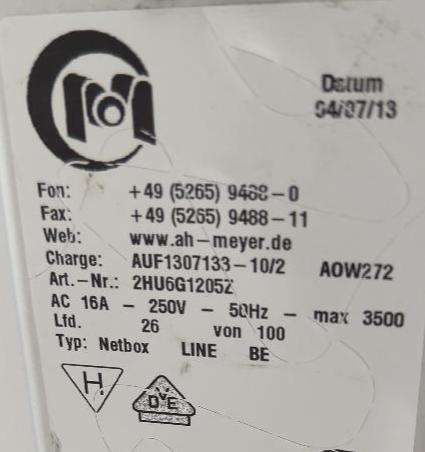 Datum
04/07/13
Fon: +49 (5265) 9488-0
Fax: +49 (5265) 9488-11
Web: www.ah-meyer.de
Charge: AUF1307133-10/2 AOW272
Art.-Nr.: 2HU6G1205Z
AC 16A - 250V - 50Hz - max 3500
Lfd. 26 von 100
Typ: Netbox LINE BE
H
DVE